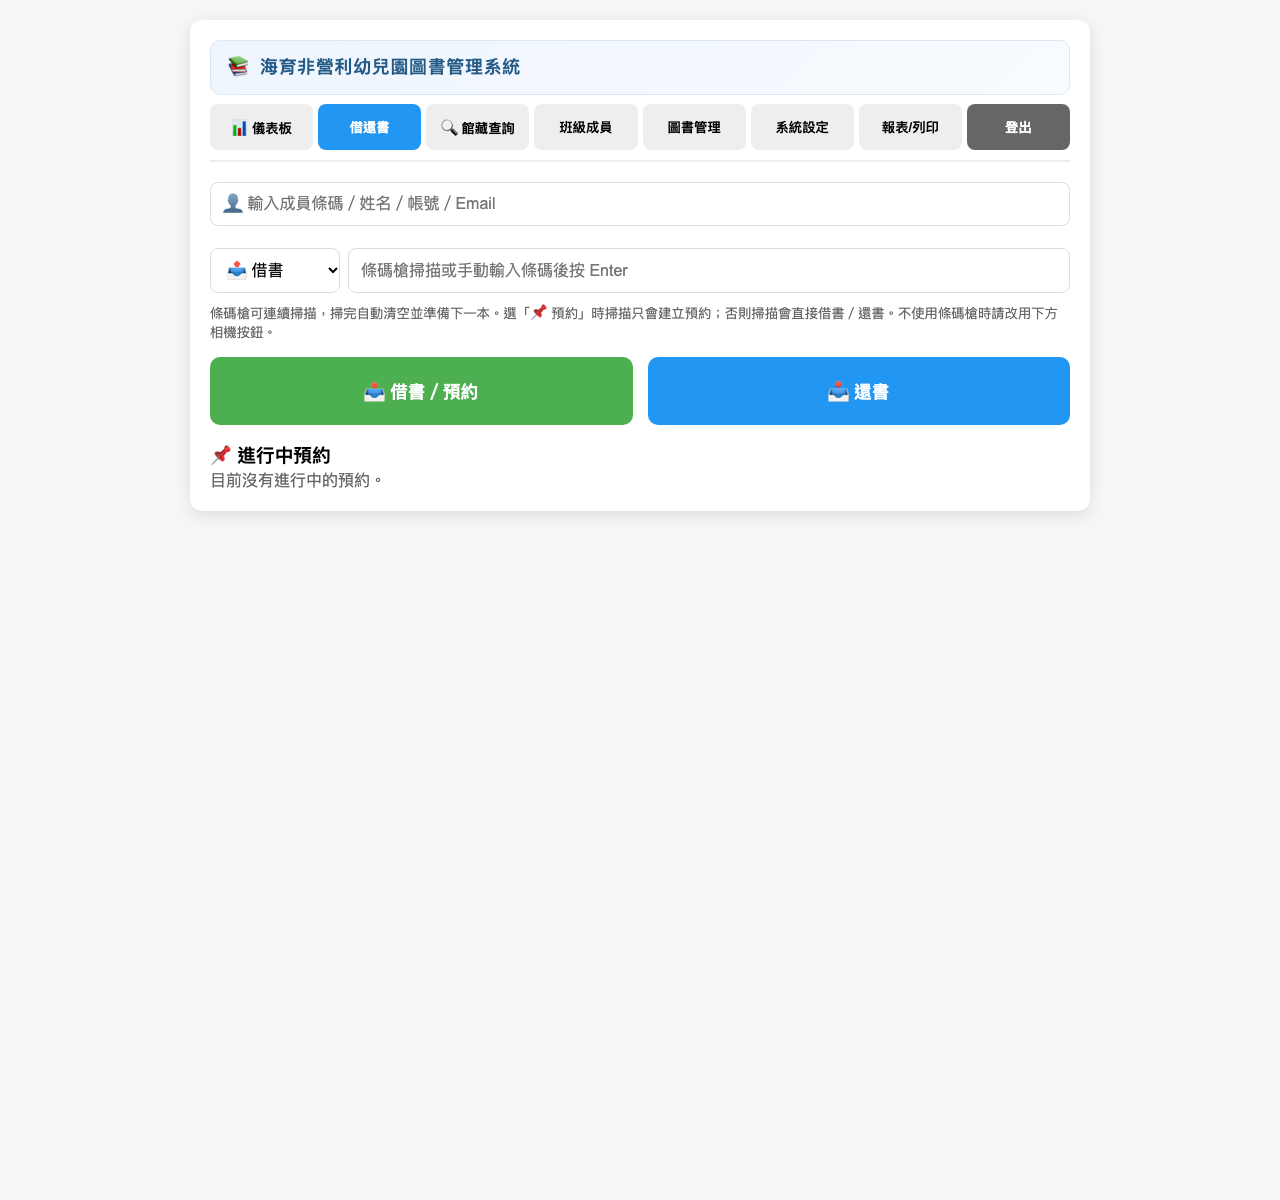 📚 海育非營利幼兒園圖書管理系統
📊 儀表板
借還書
🔍 館藏查詢
班級成員
圖書管理
系統設定
報表/列印
登出
👤 輸入成員條碼 / 姓名 / 帳號 / Email
📤 借書
條碼槍掃描或手動輸入條碼後按 Enter
條碼槍可連續掃描，掃完自動清空並準備下一本。選「📌 預約」時掃描只會建立預約；否則掃描會直接借書 / 還書。不使用條碼槍時請改用下方
相機按鈕。
📤 借書 / 預約
📥 還書
📌 進行中預約
目前沒有進行中的預約。